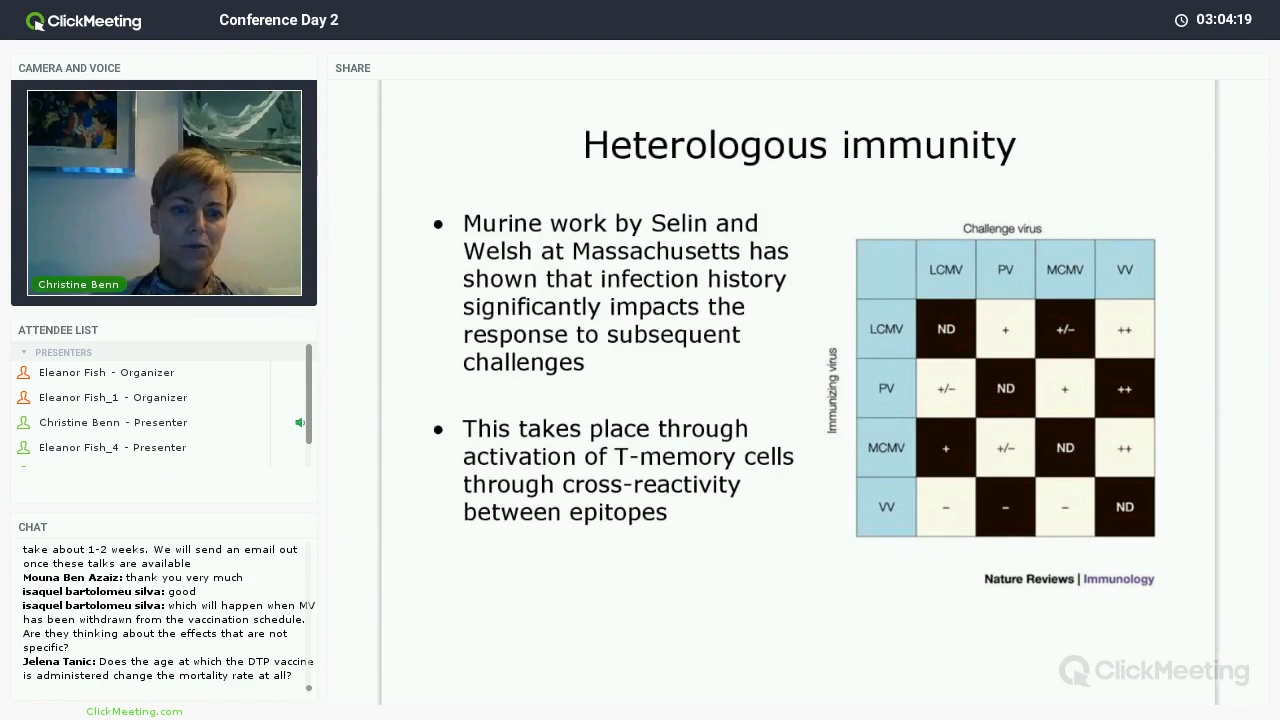 ClickMeeting
Conference Day 2
03:04:19
CAMERA AND VOICE
Christine Benn
ATTENDEE LIST
PRESENTERS
Eleanor Fish - Organizer
Eleanor Fish_1 - Organizer
Christine Benn - Presenter
Eleanor Fish_4 - Presenter
CHAT
take about 1-2 weeks. We will send an email out
once these talks are available
Mouna Ben Azaiz: thank you very much
isaquel bartolomeu silva: good
isaquel bartolomeu silva: which will happen when MV
has been withdrawn from the vaccination schedule.
Are they thinking about the effects that are not
specific?
Jelena Tanic: Does the age at which the DTP vaccine
is administered change the mortality rate at all?
ClickMeeting.com
SHARE
Heterologous immunity
• Murine work by Selin and
Welsh at Massachusetts has
shown that infection history
significantly impacts the
response to subsequent
challenges
• This takes place through
activation of T-memory cells
through cross-reactivity
between epitopes
Challenge virus
Immunizing virus
LCMV PV MCMV VV
LCMV ND + +/– ++
PV +/– ND + ++
MCMV + +/– ND ++
VV – – – ND
Nature Reviews | Immunology
ClickMeeting